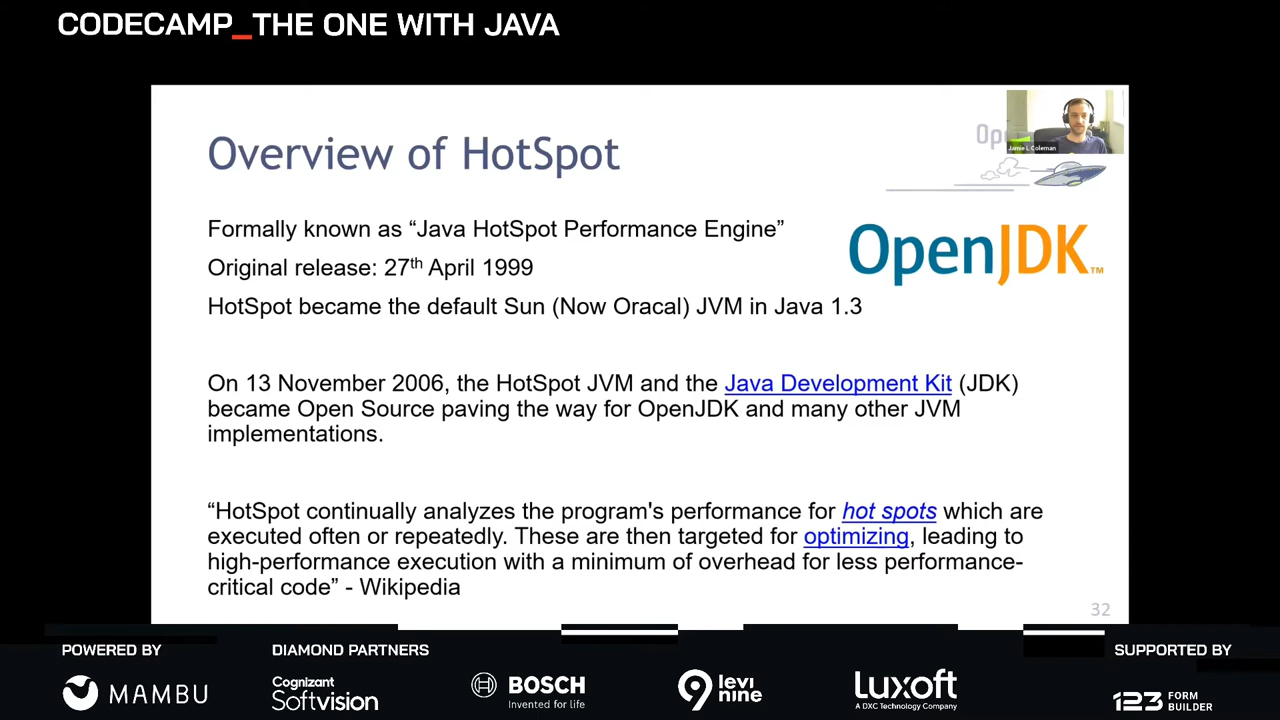 CODECAMP_THE ONE WITH JAVA
Overview of HotSpot
Jamie L Coleman
Formally known as “Java HotSpot Performance Engine”
OpenJDK™
Original release: 27th April 1999
HotSpot became the default Sun (Now Oracal) JVM in Java 1.3
On 13 November 2006, the HotSpot JVM and the Java Development Kit (JDK)
became Open Source paving the way for OpenJDK and many other JVM
implementations.
“HotSpot continually analyzes the program's performance for hot spots which are
executed often or repeatedly. These are then targeted for optimizing, leading to
high-performance execution with a minimum of overhead for less performance-
critical code” - Wikipedia
32
POWERED BY
MAMBU
DIAMOND PARTNERS
Cognizant
Softvision
BOSCH
Invented for life
9 levi
nine
Luxoft
A DXC Technology Company
SUPPORTED BY
123 FORM
BUILDER